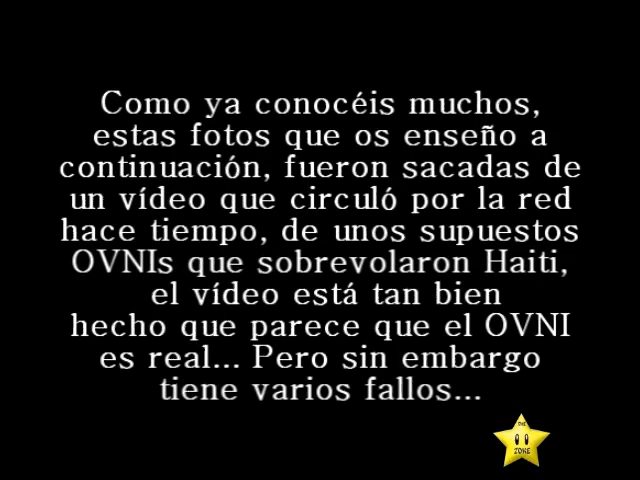 Como ya conocéis muchos,
estas fotos que os enseño a
continuación, fueron sacadas de
un vídeo que circuló por la red
hace tiempo, de unos supuestos
OVNIs que sobrevolaron Haiti,
el vídeo está tan bien
hecho que parece que el OVNI
es real... Pero sin embargo
tiene varios fallos...
ZONE